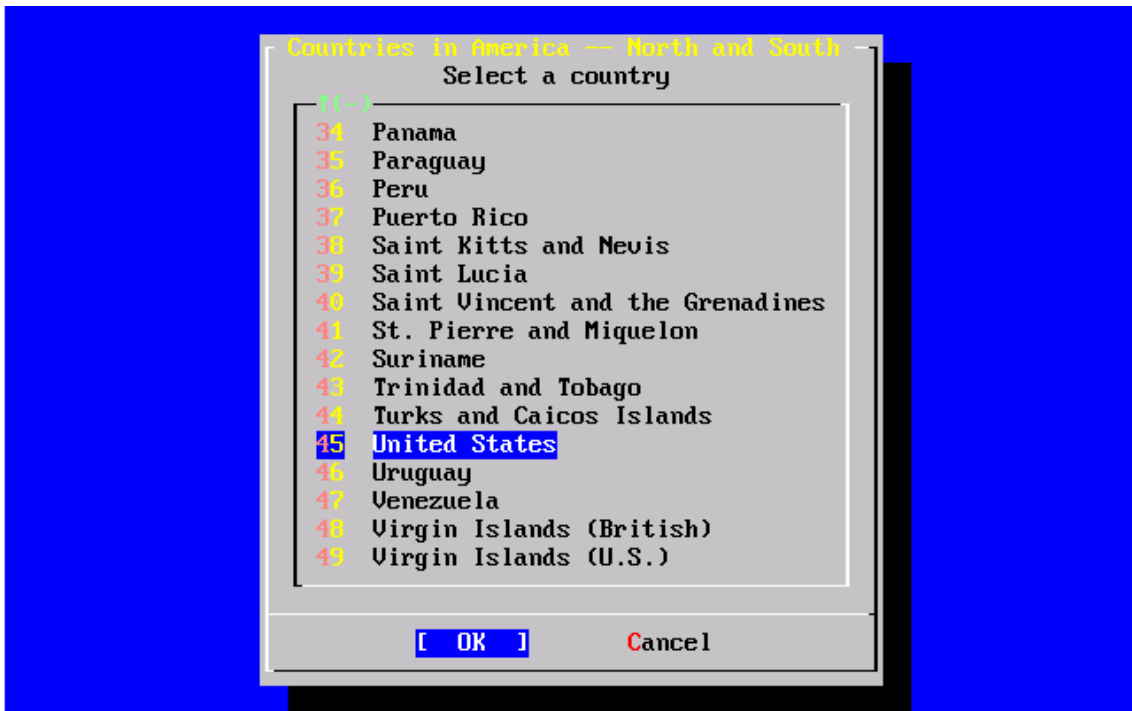 Countries in America -- North and South
Select a country
↑(-)
34 Panama
35 Paraguay
36 Peru
37 Puerto Rico
38 Saint Kitts and Nevis
39 Saint Lucia
40 Saint Vincent and the Grenadines
41 St. Pierre and Miquelon
42 Suriname
43 Trinidad and Tobago
44 Turks and Caicos Islands
45 United States
46 Uruguay
47 Venezuela
48 Virgin Islands (British)
49 Virgin Islands (U.S.)
[ OK ] Cancel